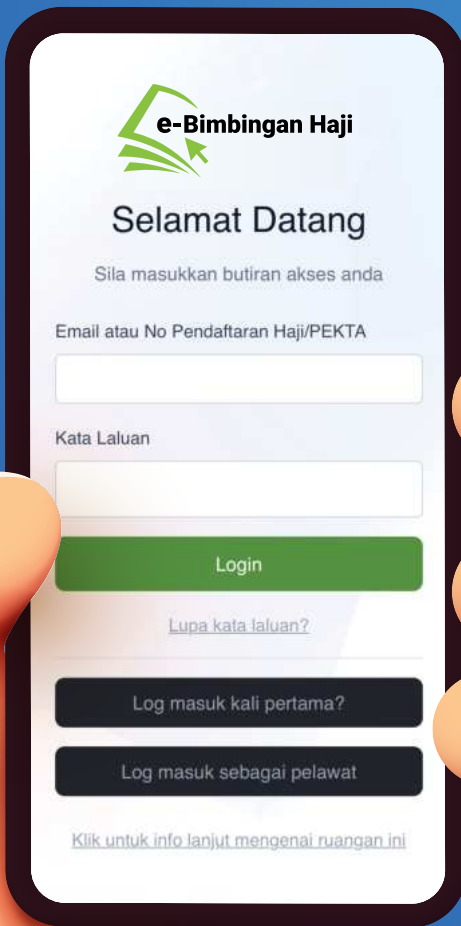 e-Bimbingan Haji
Selamat Datang
Sila masukkan butiran akses anda
Email atau No Pendaftaran Haji/PEKTA
Kata Laluan
Login
Lupa kata laluan?
Log masuk kali pertama?
Log masuk sebagai pelawat
Klik untuk info lanjut mengenai ruangan ini